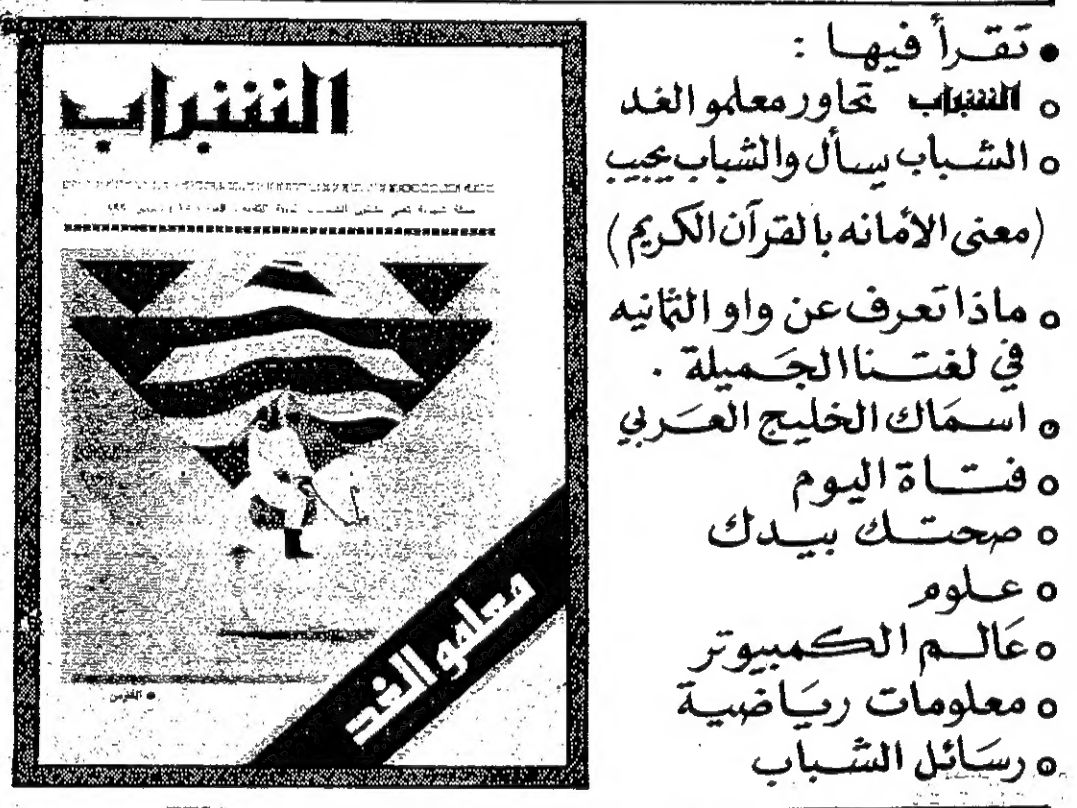 • تقرأ فيها :
○ الشباب تحاور معلمو الغد
○ الشباب يسأل والشباب يجيب
(معنى الأمانه بالقرآن الكريم)
○ ماذا تعرف عن واو الثمانيه
في لغتنا الجميلة .
○ اسماك الخليج العربي
○ فتاة اليوم
○ صحتك بيدك
○ علوم
○ عالم الكمبيوتر
○ معلومات رياضية
○ رسائل الشباب
الشباب
معلمو الغد